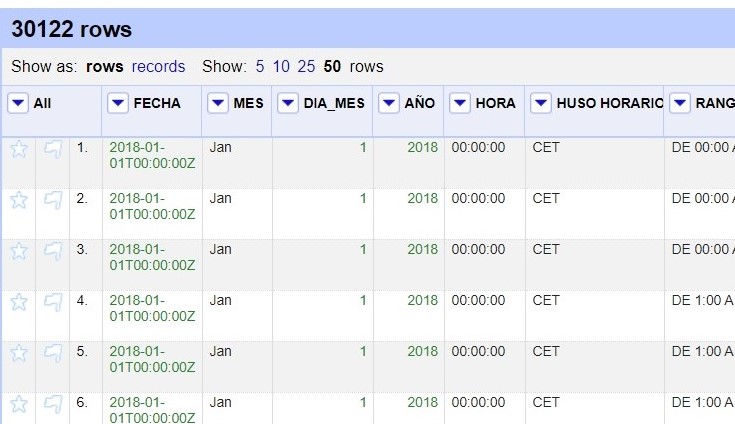 30122 rows
Show as: rows records Show: 5 10 25 50 rows
All FECHA MES DIA_MES AÑO HORA HUSO HORARIO RANG
1. 2018-01-01T00:00:00Z Jan 1 2018 00:00:00 CET DE 00:00 A
2. 2018-01-01T00:00:00Z Jan 1 2018 00:00:00 CET DE 00:00 A
3. 2018-01-01T00:00:00Z Jan 1 2018 00:00:00 CET DE 00:00 A
4. 2018-01-01T00:00:00Z Jan 1 2018 00:00:00 CET DE 1:00 A
5. 2018-01-01T00:00:00Z Jan 1 2018 00:00:00 CET DE 1:00 A
6. 2018-01-01T00:00:00Z Jan 1 2018 00:00:00 CET DE 1:00 A